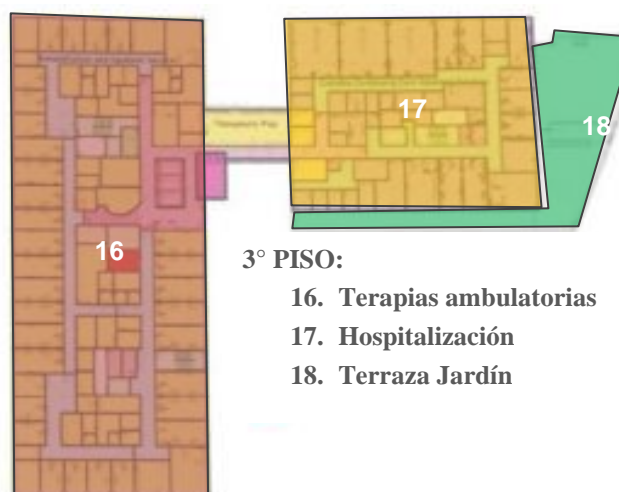 17
18
16
3° PISO:
16. Terapias ambulatorias
17. Hospitalización
18. Terraza Jardín